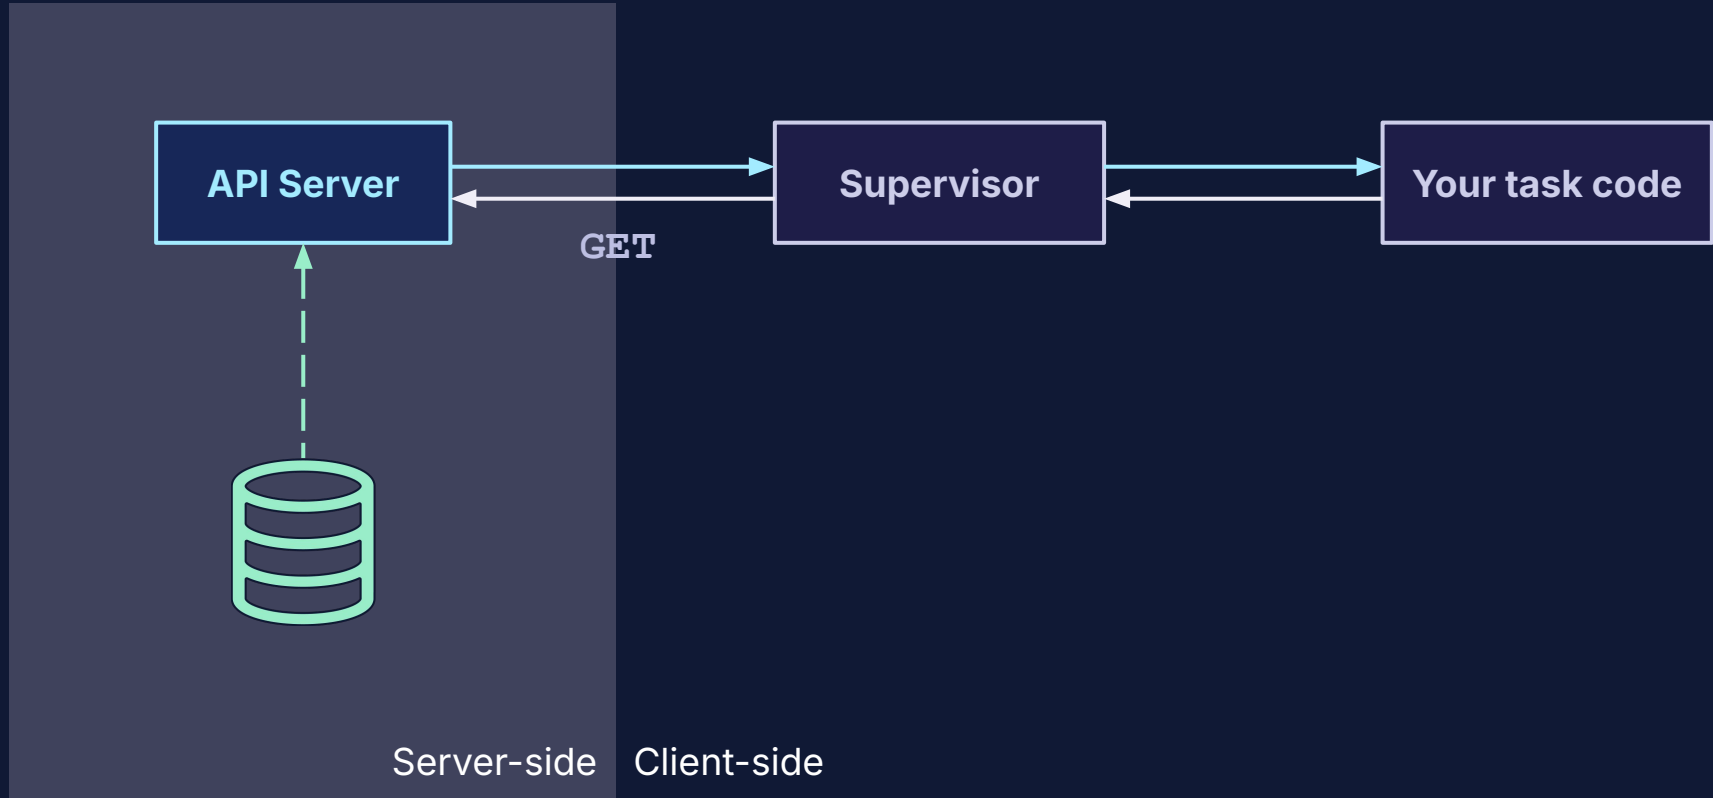 API Server
Supervisor
Your task code
GET
Server-side
Client-side